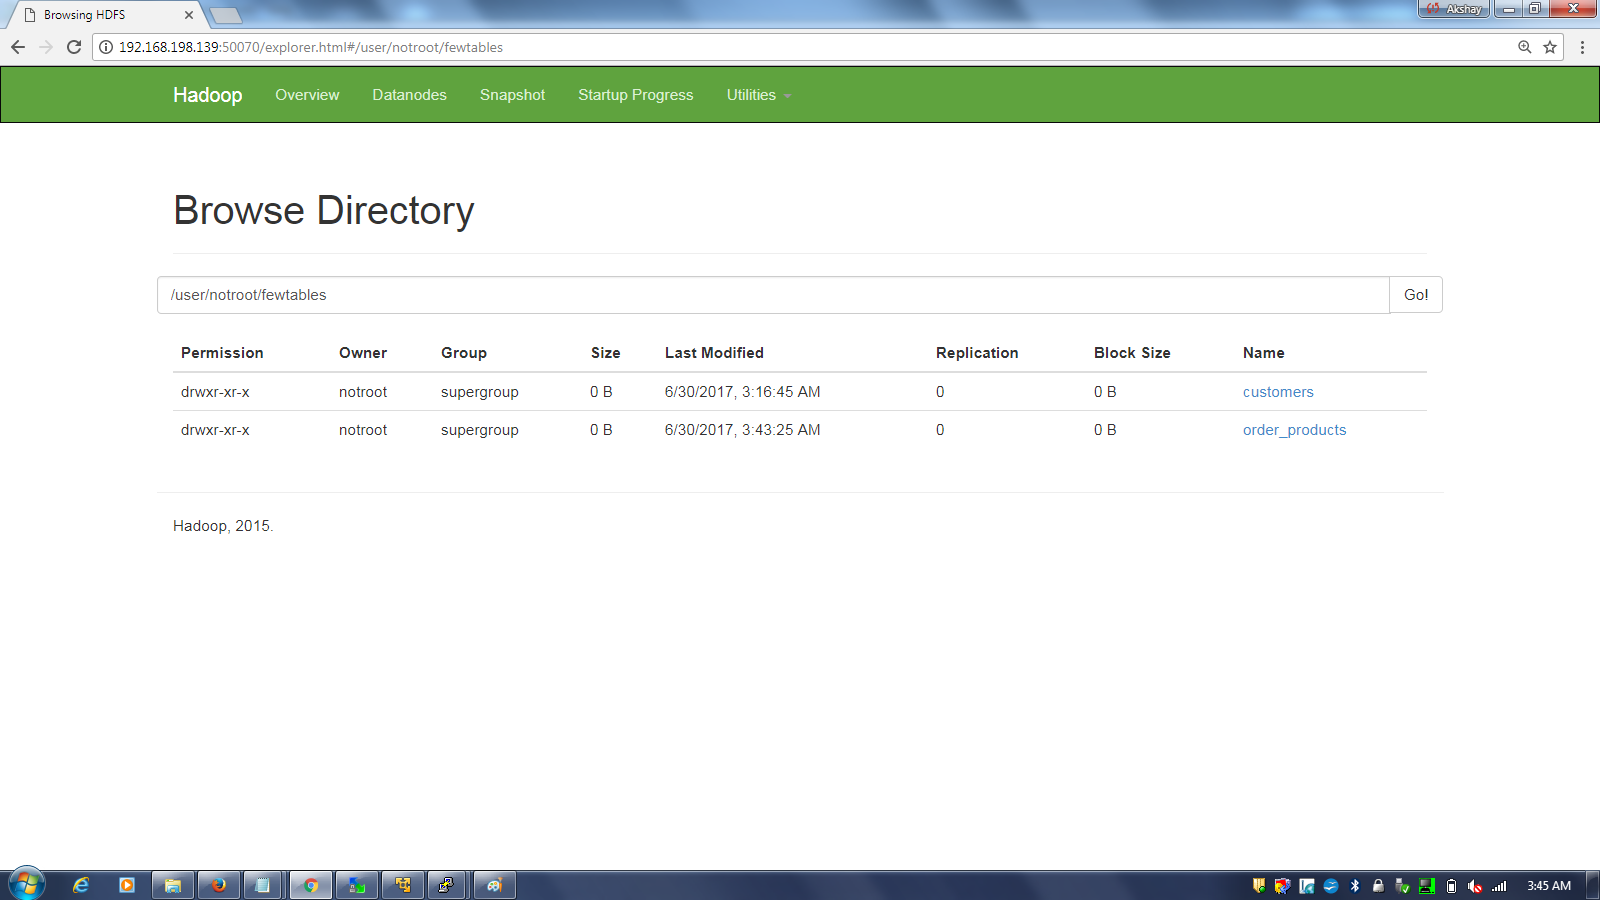 Browsing HDFS
Akshay
192.168.198.139:50070/explorer.html#/user/notroot/fewtables
Hadoop Overview Datanodes Snapshot Startup Progress Utilities
Browse Directory
/user/notroot/fewtables Go!
Permission Owner Group Size Last Modified Replication Block Size Name
drwxr-xr-x notroot supergroup 0 B 6/30/2017, 3:16:45 AM 0 0 B customers
drwxr-xr-x notroot supergroup 0 B 6/30/2017, 3:43:25 AM 0 0 B order_products
Hadoop, 2015.
3:45 AM